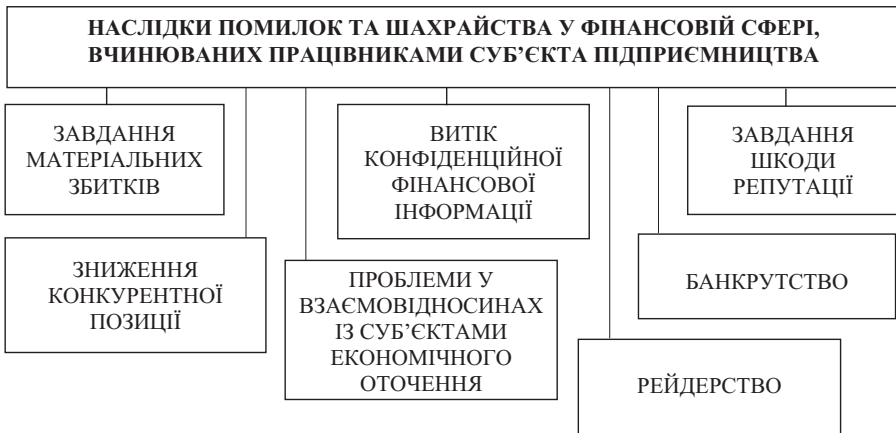 НАСЛІДКИ ПОМИЛОК ТА ШАХРАЙСТВА У ФІНАНСОВІЙ СФЕРІ,
ВЧИНЮВАНИХ ПРАЦІВНИКАМИ СУБ’ЄКТА ПІДПРИЄМНИЦТВА
ЗАВДАННЯ
МАТЕРІАЛЬНИХ
ЗБИТКІВ
ВИТІК
КОНФІДЕНЦІЙНОЇ
ФІНАНСОВОЇ
ІНФОРМАЦІЇ
ЗАВДАННЯ
ШКОДИ
РЕПУТАЦІЇ
ЗНИЖЕННЯ
КОНКУРЕНТНОЇ
ПОЗИЦІЇ
ПРОБЛЕМИ У
ВЗАЄМОВІДНОСИНАХ
ІЗ СУБ’ЄКТАМИ
ЕКОНОМІЧНОГО
ОТОЧЕННЯ
БАНКРУТСТВО
РЕЙДЕРСТВО